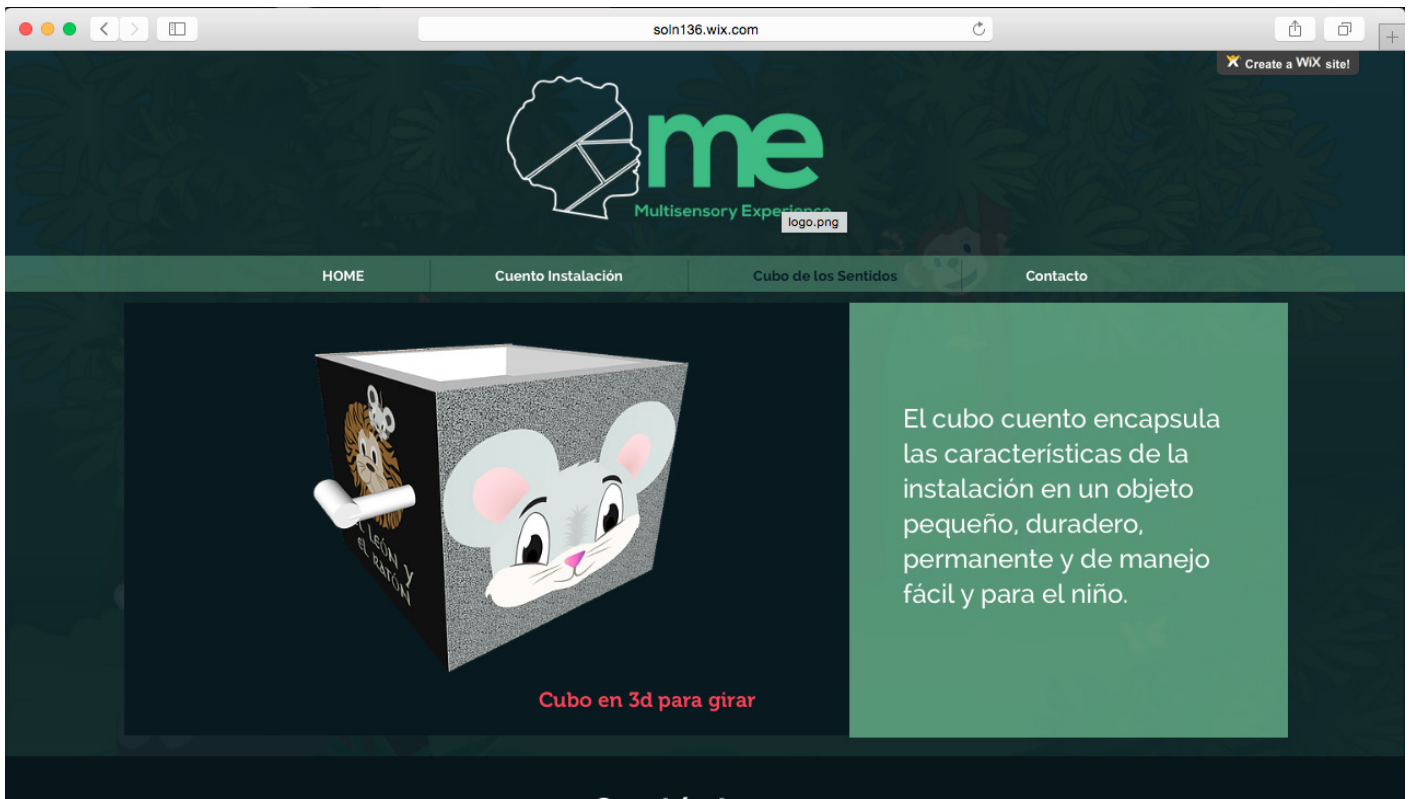 soln136.wix.com
Create a WiX site!
me
Multisensory Experience
logo.png
HOME
Cuento Instalación
Cubo de los Sentidos
Contacto
LEÓN Y
EL RATÓN
El cubo cuento encapsula
las características de la
instalación en un objeto
pequeño, duradero,
permanente y de manejo
fácil y para el niño.
Cubo en 3d para girar